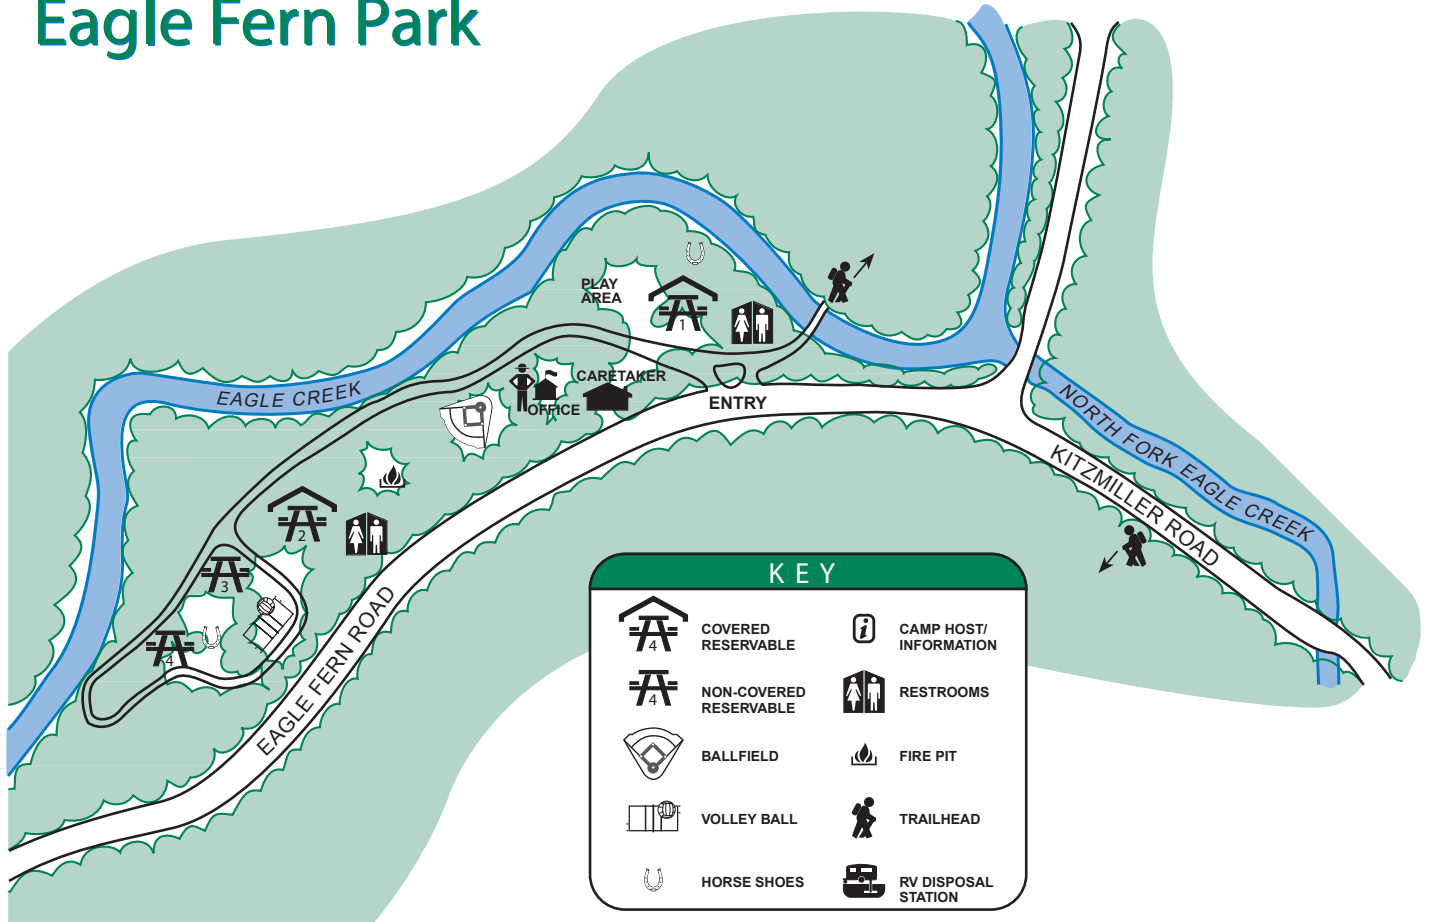 Eagle Fern Park
PLAY
AREA
1
EAGLE CREEK
CARETAKER
OFFICE
ENTRY
NORTH FORK EAGLE CREEK
KITZMILLER ROAD
2
3
4
EAGLE FERN ROAD
KEY
4
COVERED
RESERVABLE
i
CAMP HOST/
INFORMATION
4
NON-COVERED
RESERVABLE
RESTROOMS
BALLFIELD
FIRE PIT
VOLLEY BALL
TRAILHEAD
HORSE SHOES
RV DISPOSAL
STATION